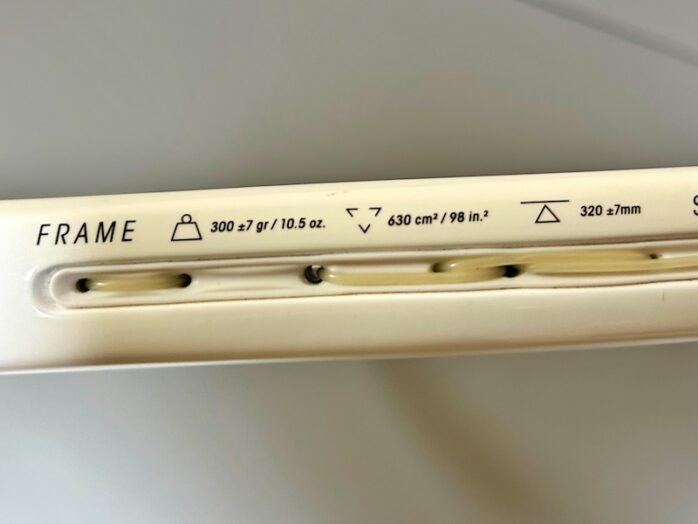 FRAME 300 ±7 gr / 10.5 oz. 630 cm² / 98 in.² 320 ±7mm